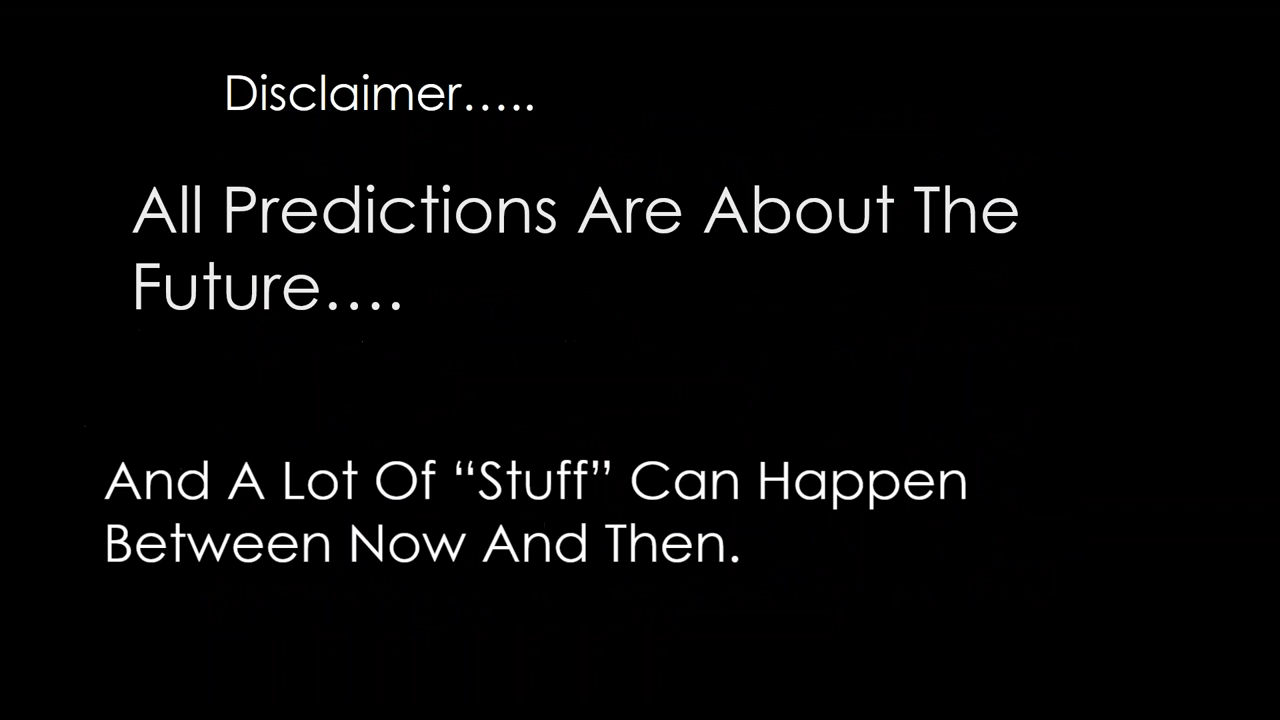 Disclaimer…..
All Predictions Are About The
Future….
And A Lot Of “Stuff” Can Happen
Between Now And Then.